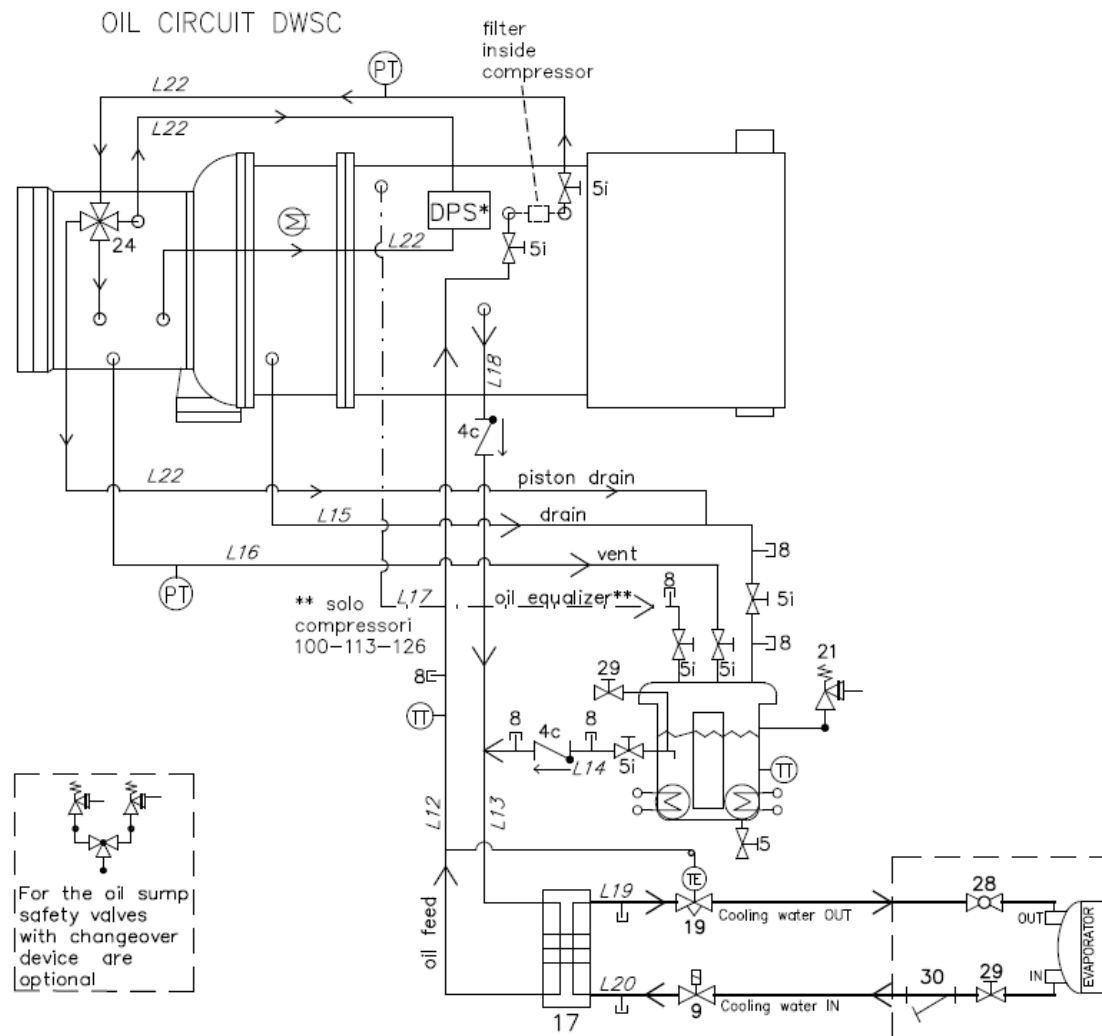 OIL CIRCUIT DWSC
filter
inside
compressor
PT
L22
L22
5i
DPS*
24
L22
5i
L18
4c
L22
piston drain
L15
drain
L16
vent
8
PT
8
5i
** solo
compressori
100-113-126
L17
oil equalizer**
8
21
8
29
5i
5i
TT
8
4c
8
L14
5i
TT
5
L12
L13
TE
For the oil sump
safety valves
with changeover
device are
optional
oil feed
L19
19
Cooling water OUT
28
OUT
EVAPORATOR
IN
L20
9
Cooling water IN
30
29
17